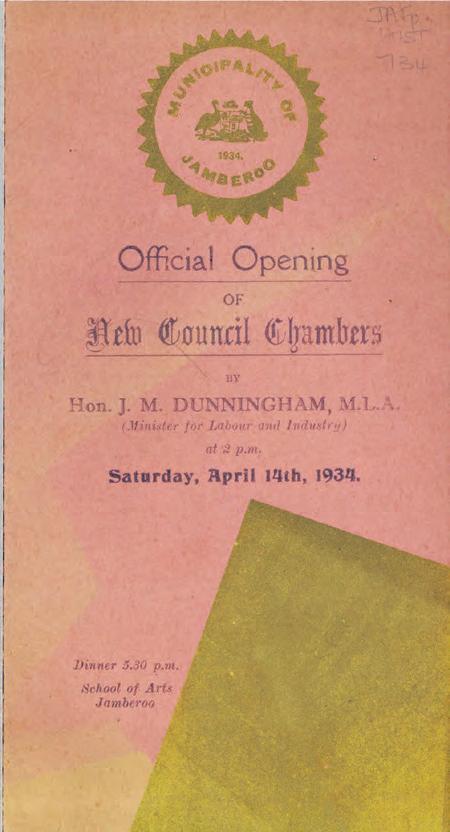 MUNICIPALITY OF
1934.
JAMBEROO
Official Opening
OF
New Council Chambers
BY
Hon. J. M. DUNNINGHAM, M.L.A.
(Minister for Labour and Industry)
at 2 p.m.
Saturday, April 14th, 1934.
Dinner 5.30 p.m.
School of Arts
Jamberoo